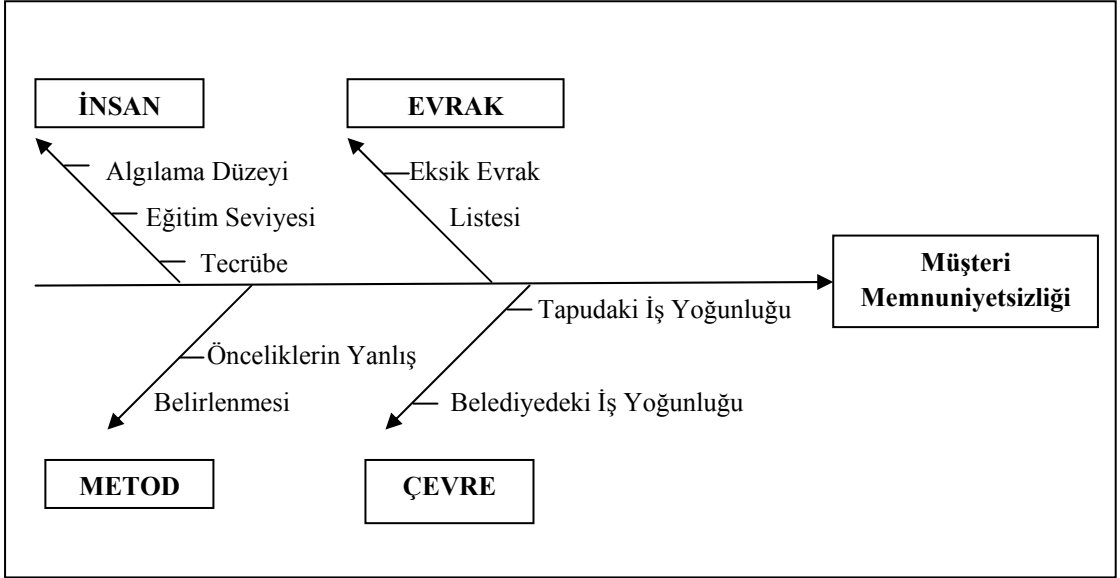 İNSAN
EVRAK
Algılama Düzeyi
Eğitim Seviyesi
Tecrübe
Eksik Evrak
Listesi
Müşteri
Memnuniyetsizliği
Tapudaki İş Yoğunluğu
Önceliklerin Yanlış
Belirlenmesi
Belediyedeki İş Yoğunluğu
METOD
ÇEVRE